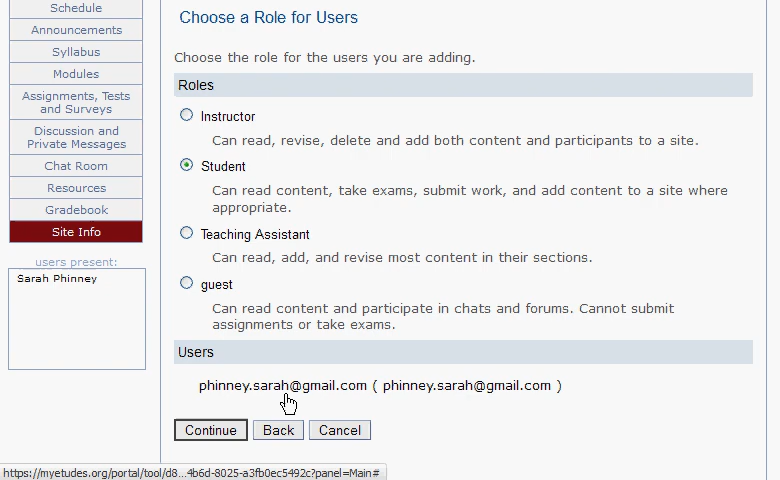 Schedule
Announcements
Syllabus
Modules
Assignments, Tests
and Surveys
Discussion and
Private Messages
Chat Room
Resources
Gradebook
Site Info
users present:
Sarah Phinney
Choose a Role for Users
Choose the role for the users you are adding.
Roles
Instructor
Can read, revise, delete and add both content and participants to a site.
Student
Can read content, take exams, submit work, and add content to a site where
appropriate.
Teaching Assistant
Can read, add, and revise most content in their sections.
guest
Can read content and participate in chats and forums. Cannot submit
assignments or take exams.
Users
phinney.sarah@gmail.com ( phinney.sarah@gmail.com )
Continue Back Cancel
https://myetudes.org/portal/tool/d8...4b6d-8025-a3fb0ec5492c?panel=Main#